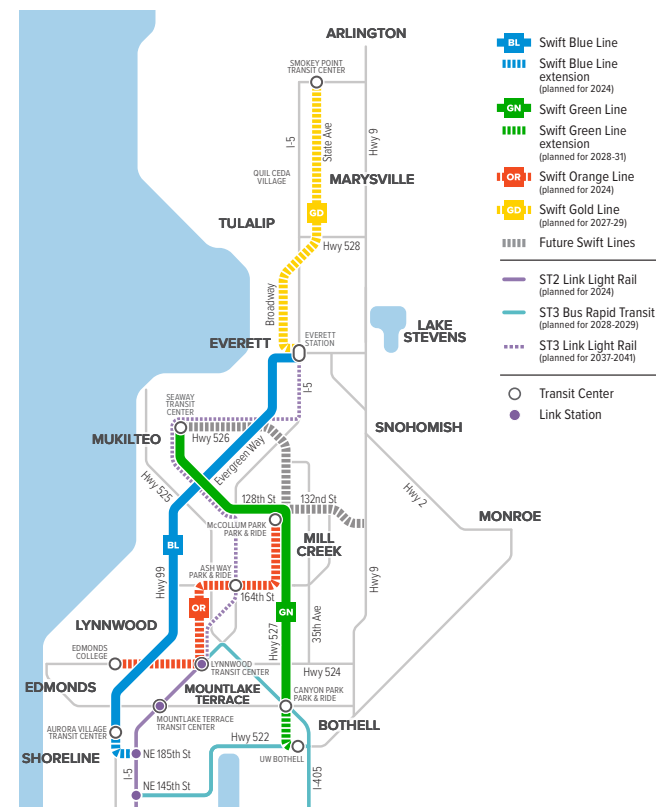 ARLINGTON
SMOKEY POINT
TRANSIT CENTER
I-5
State Ave
Hwy 9
QUIL CEDA
VILLAGE
MARYSVILLE
GD
TULALIP
Hwy 528
Broadway
LAKE
STEVENS
EVERETT
EVERETT
STATION
I-5
SEAWAY
TRANSIT
CENTER
MUKILTEO
Hwy 526
Evergreen Way
SNOHOMISH
Hwy 525
128th St
132nd St
Hwy 2
MONROE
McCOLLUM PARK
PARK & RIDE
MILL
CREEK
BL
ASH WAY
PARK & RIDE
Hwy 99
164th St
Hwy 9
OR
GN
35th Ave
LYNNWOOD
Hwy 527
EDMONDS
COLLEGE
LYNNWOOD
TRANSIT CENTER
Hwy 524
EDMONDS
MOUNTLAKE
TERRACE
CANYON PARK
PARK & RIDE
MOUNTLAKE TERRACE
TRANSIT CENTER
BOTHELL
AURORA VILLAGE
TRANSIT CENTER
Hwy 522
SHORELINE
NE 185th St
UW BOTHELL
I-5
I-405
NE 145th St
BL
Swift Blue Line
Swift Blue Line
extension
(planned for 2024)
GN
Swift Green Line
Swift Green Line
extension
(planned for 2028-31)
OR
Swift Orange Line
(planned for 2024)
GD
Swift Gold Line
(planned for 2027-29)
Future Swift Lines
ST2 Link Light Rail
(planned for 2024)
ST3 Bus Rapid Transit
(planned for 2028-2029)
ST3 Link Light Rail
(planned for 2037-2041)
Transit Center
Link Station